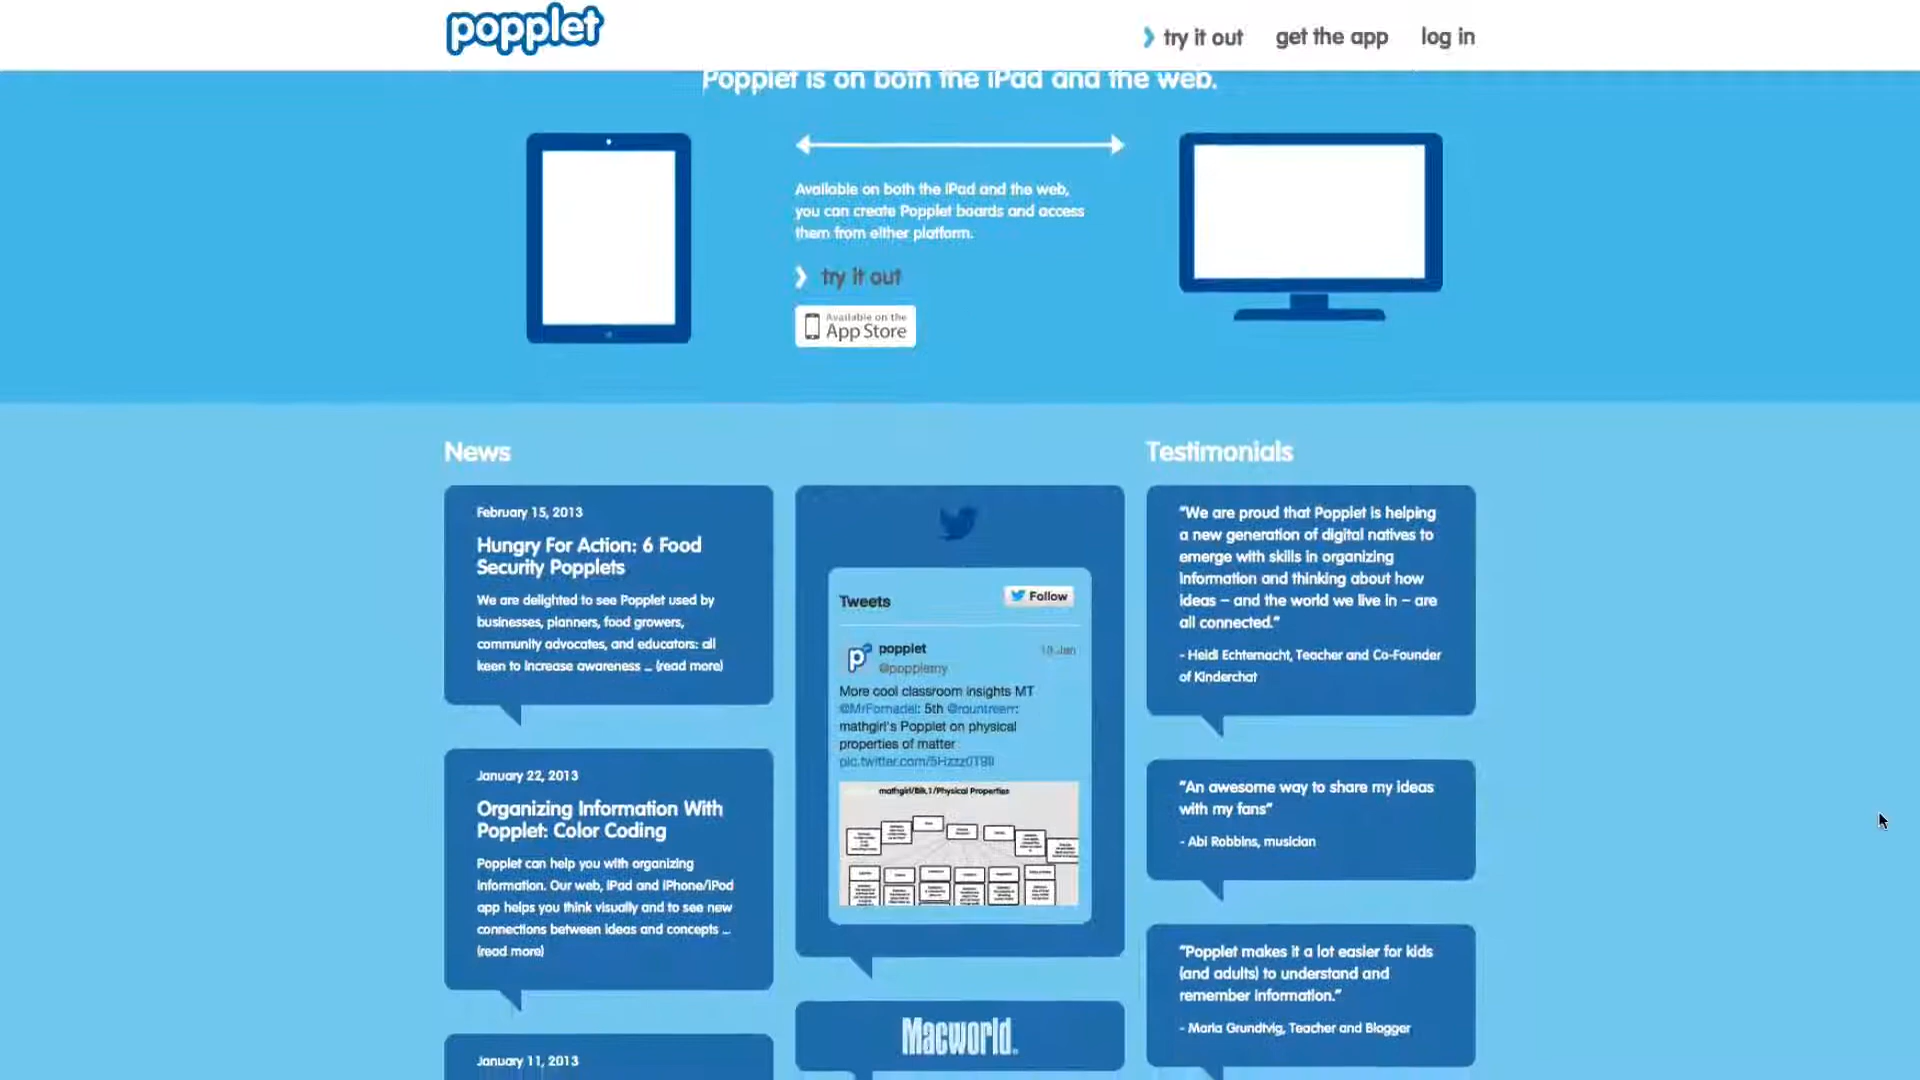 popplet
try it out
get the app
log in
Popplet is on both the iPad and the web.
Available on both the iPad and the web,
you can create Popplet boards and access
them from either platform.
try it out
Available on the
App Store
News
February 15, 2013
Hungry For Action: 6 Food
Security Popplets
We are delighted to see Popplet used by
businesses, planners, food growers,
community advocates, and educators: all
keen to increase awareness ... (read more)
January 22, 2013
Organizing Information With
Popplet: Color Coding
Popplet can help you with organizing
information. Our web, iPad and iPhone/iPod
app helps you think visually and to see new
connections between ideas and concepts ...
(read more)
January 11, 2013
Tweets
Follow
popplet
Jan
@poppletny
More cool classroom insights MT
@MrFornadel: 5th
mathgirl's Popplet on physical
properties of matter
mathgirl/Blk.1/Physical Properties
Macworld
Testimonials
"We are proud that Popplet is helping
a new generation of digital natives to
emerge with skills in organizing
information and thinking about how
ideas – and the world we live in – are
all connected."
- Heidi Echternacht, Teacher and Co-Founder
of Kinderchat
"An awesome way to share my ideas
with my fans"
- Abi Robbins, musician
"Popplet makes it a lot easier for kids
(and adults) to understand and
remember information."
- Maria Grundtvig, Teacher and Blogger